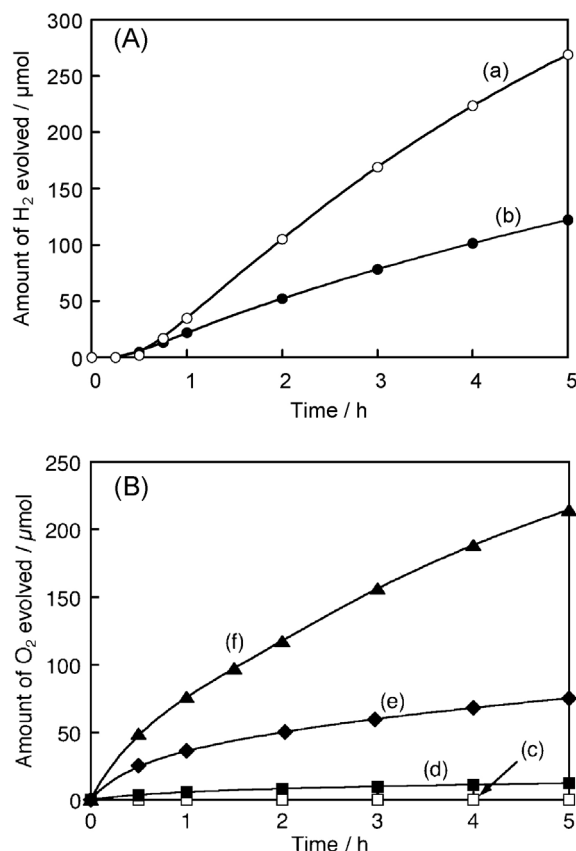 (A)
300
250
200
150
100
50
0
Amount of H₂ evolved / μmol
(a)
(b)
0 1 2 3 4 5
Time / h
(B)
250
200
150
100
50
0
Amount of O₂ evolved / μmol
(f)
(e)
(c)
(d)
0 1 2 3 4 5
Time / h